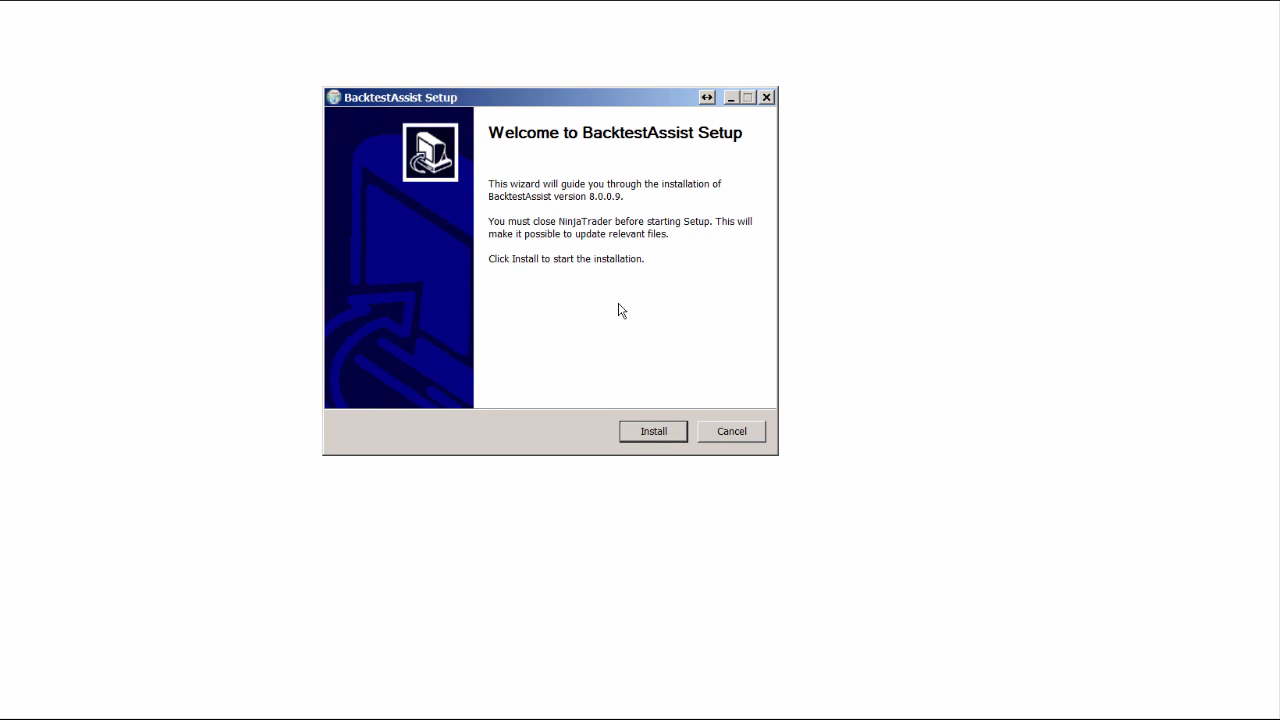 BacktestAssist Setup
Welcome to BacktestAssist Setup
This wizard will guide you through the installation of
BacktestAssist version 8.0.0.9.
You must close NinjaTrader before starting Setup. This will
make it possible to update relevant files.
Click Install to start the installation.
Install Cancel